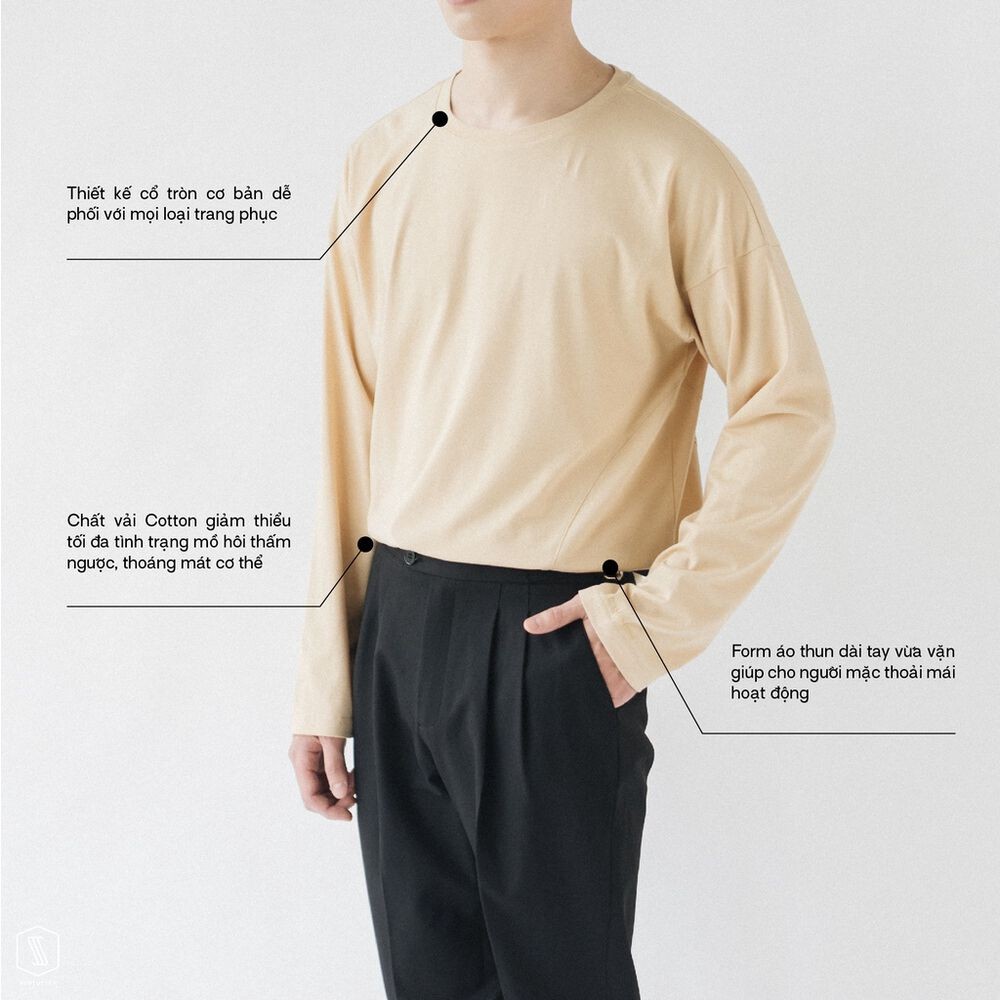 Thiết kế cổ tròn cơ bản dễ
phối với mọi loại trang phục
Chất vải Cotton giảm thiểu
tối đa tình trạng mồ hôi thấm
ngược, thoáng mát cơ thể
Form áo thun dài tay vừa vặn
giúp cho người mặc thoải mái
hoạt động